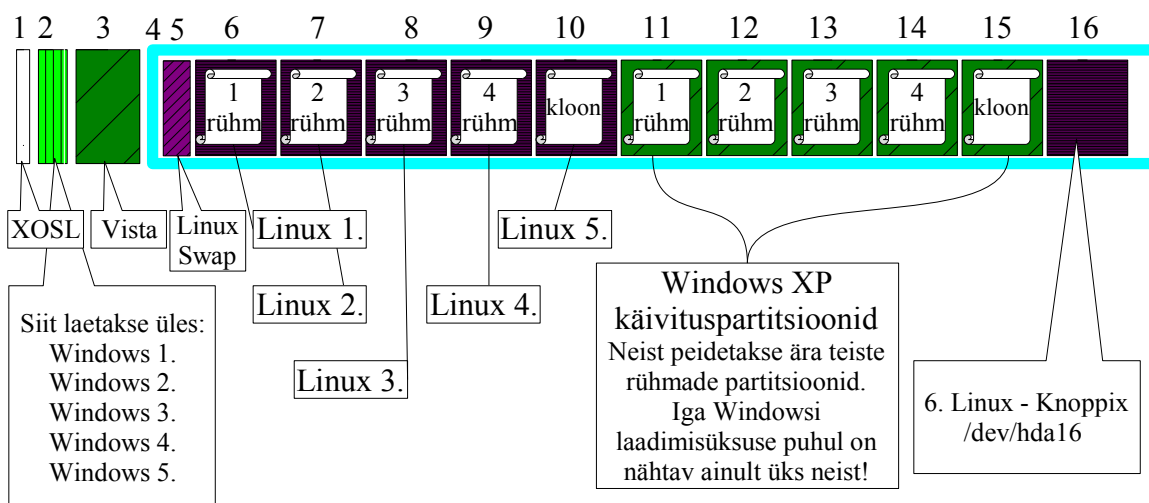 1 2 3 4 5 6 7 8 9 10 11 12 13 14 15 16
1 rühm
2 rühm
3 rühm
4 rühm
kloon
1 rühm
2 rühm
3 rühm
4 rühm
kloon
XOSL
Vista
Linux
Swap
Linux 1.
Linux 2.
Linux 3.
Linux 4.
Linux 5.
Siit laetakse üles:
Windows 1.
Windows 2.
Windows 3.
Windows 4.
Windows 5.
Windows XP
käivituspartitsioonid
Neist peidetakse ära teiste
rühmade partitsioonid.
Iga Windowsi
laadimisüksuse puhul on
nähtav ainult üks neist!
6. Linux - Knoppix
/dev/hda16